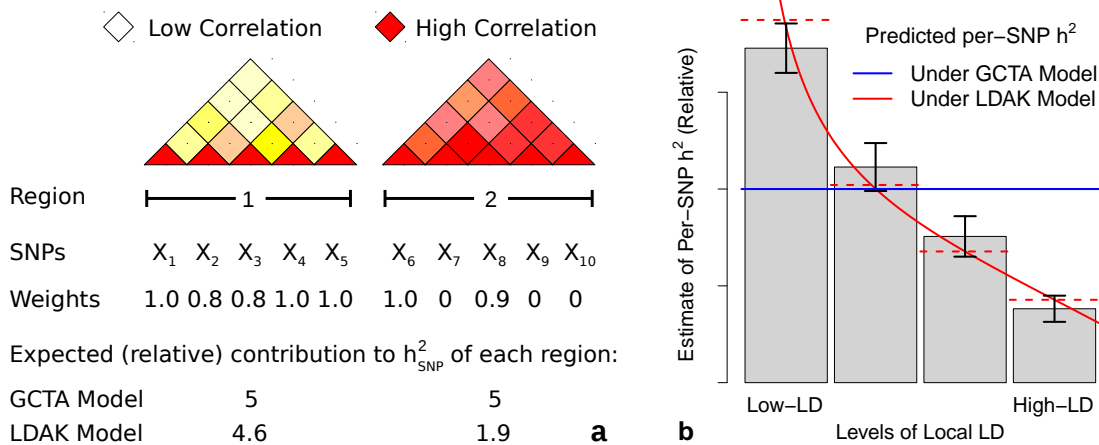 Low Correlation
High Correlation
Region
1
2
SNPs
X1 X2 X3 X4 X5
X6 X7 X8 X9 X10
Weights
1.0 0.8 0.8 1.0 1.0
1.0 0 0.9 0 0
Expected (relative) contribution to h²SNP of each region:
GCTA Model 5 5
LDAK Model 4.6 1.9
a
Predicted per−SNP h²
Under GCTA Model
Under LDAK Model
Estimate of Per−SNP h² (Relative)
Low−LD
High−LD
Levels of Local LD
b